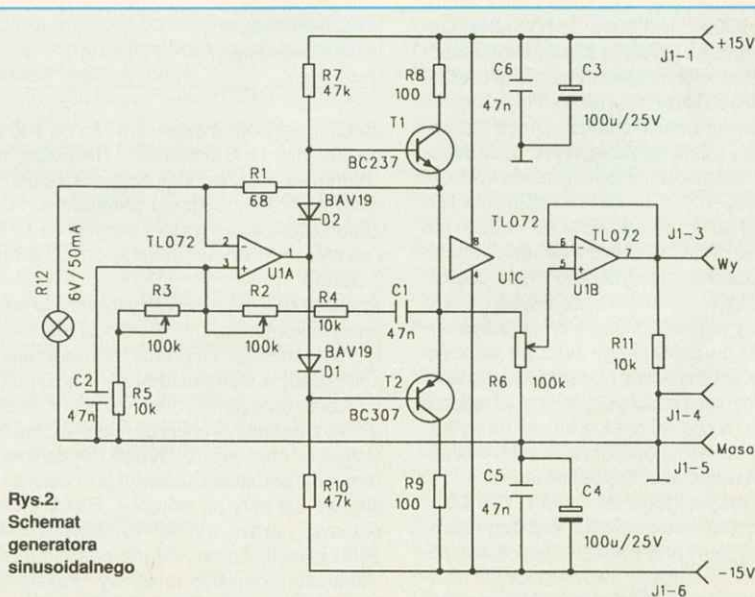 +15V
J1-1
R7
47k
R8
100
C6
47n
C3
100u/25V
T1
BC237
R1
68
BAV19
D2
TL072
2
3
1
U1A
R12
6V/50mA
R3
100k
R2
100k
R4
10k
C1
47n
TL072
8
4
U1C
TL072
6
5
7
U1B
J1-3
Wy
R11
10k
R6
100k
J1-4
Masa
J1-5
C2
47n
R5
10k
BAV19
D1
T2
BC307
R10
47k
R9
100
C5
47n
C4
100u/25V
-15V
J1-6
Rys.2.
Schemat
generatora
sinusoidalnego